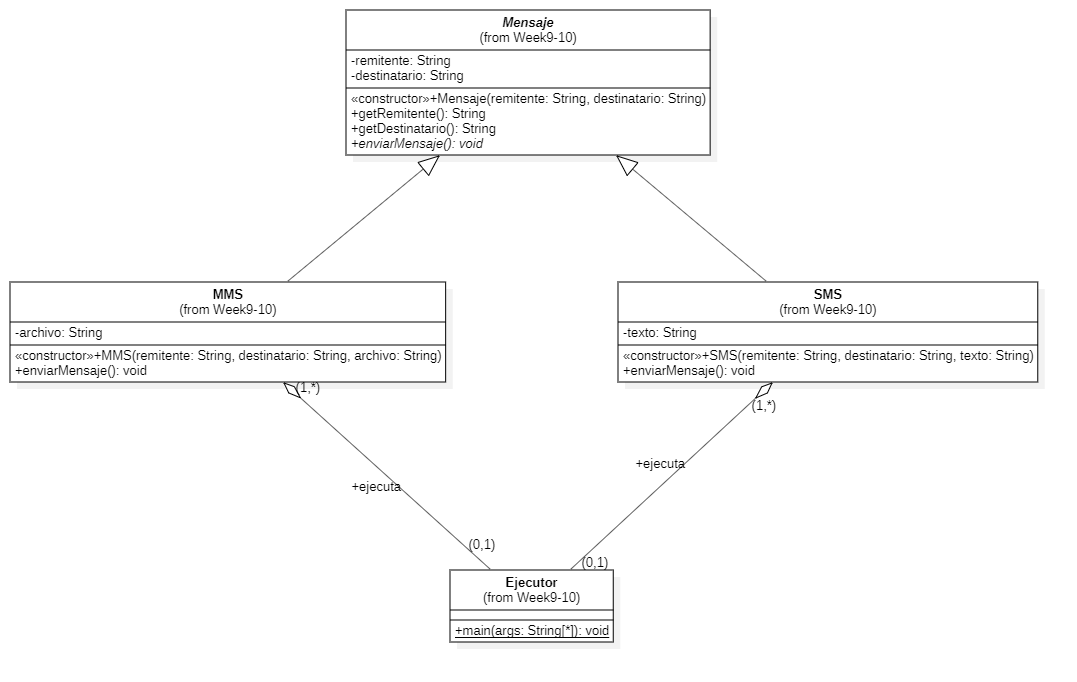 Mensaje
(from Week9-10)
-remitente: String
-destinatario: String
«constructor»+Mensaje(remitente: String, destinatario: String)
+getRemitente(): String
+getDestinatario(): String
+enviarMensaje(): void
MMS
(from Week9-10)
-archivo: String
«constructor»+MMS(remitente: String, destinatario: String, archivo: String)
+enviarMensaje(): void
SMS
(from Week9-10)
-texto: String
«constructor»+SMS(remitente: String, destinatario: String, texto: String)
+enviarMensaje(): void
(1,*)
(1,*)
+ejecuta
+ejecuta
(0,1)
(0,1)
Ejecutor
(from Week9-10)
+main(args: String[*]): void